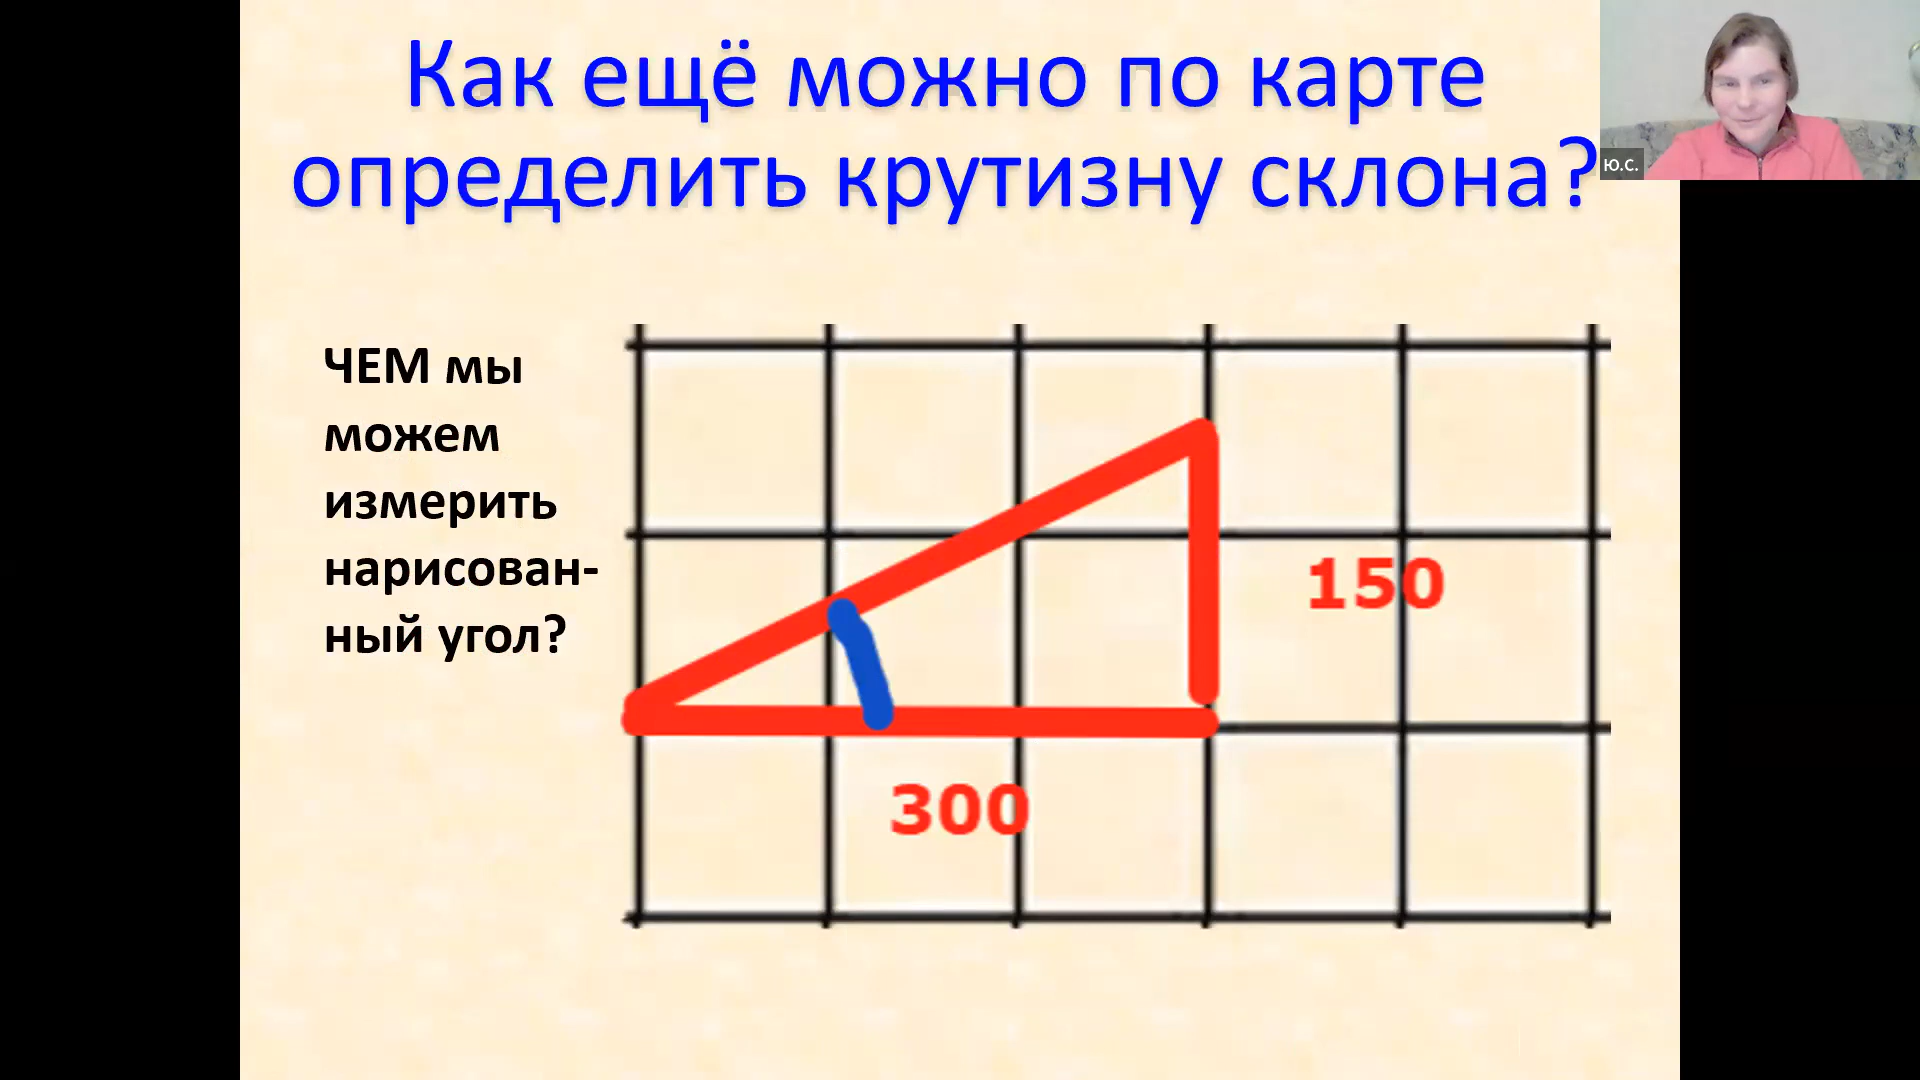 Как ещё можно по карте
определить крутизну склона?
Ю.С.
ЧЕМ мы
можем
измерить
нарисован-
ный угол?
150
300